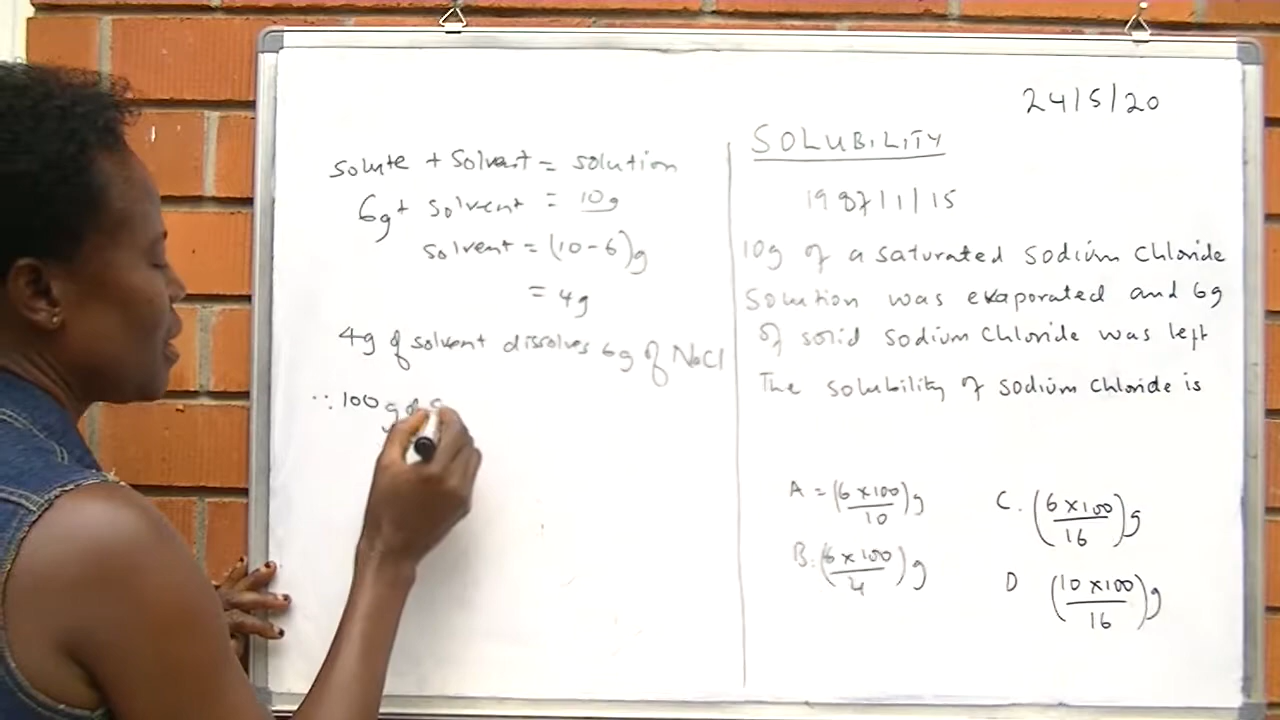 24/5/20
solute + solvent = solution
6g + solvent = 10g
solvent = (10-6)g
= 4g
4g of solvent dissolves 6g of NaCl
∴ 100g of s
SOLUBILITY
1987/1/15
10g of a saturated sodium chloride
solution was evaporated and 6g
of solid sodium chloride was left
The solubility of sodium chloride is
A = (6 x 100 / 10) g
B. (6 x 100 / 4) g
C. (6 x 100 / 16) g
D (10 x 100 / 16) g